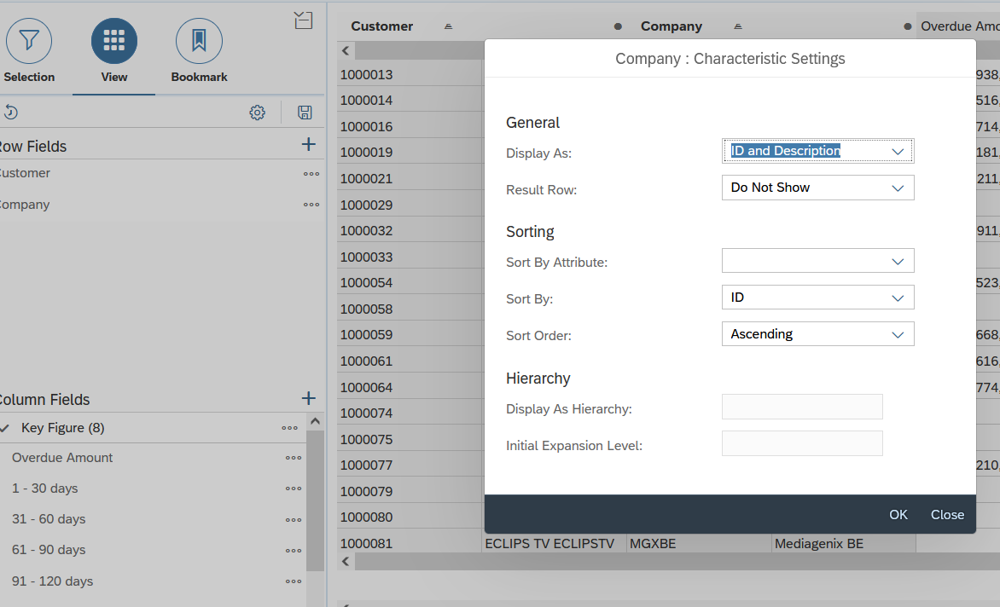 Selection
View
Bookmark
Row Fields
Customer
Company
Column Fields
Key Figure (8)
Overdue Amount
1 - 30 days
31 - 60 days
61 - 90 days
91 - 120 days
Customer Company Overdue Amo
1000013 938,
1000014 516,
1000016 714,
1000019 181,
1000021 211,
1000029
1000032 911,
1000033
1000054 523,
1000058
1000059 668,
1000061 616,
1000064 774,
1000074
1000075
1000077 210,
1000079
1000080
1000081 ECLIPS TV ECLIPSTV MGXBE Mediagenix BE
Company : Characteristic Settings
General
Display As: ID and Description
Result Row: Do Not Show
Sorting
Sort By Attribute:
Sort By: ID
Sort Order: Ascending
Hierarchy
Display As Hierarchy:
Initial Expansion Level:
OK Close